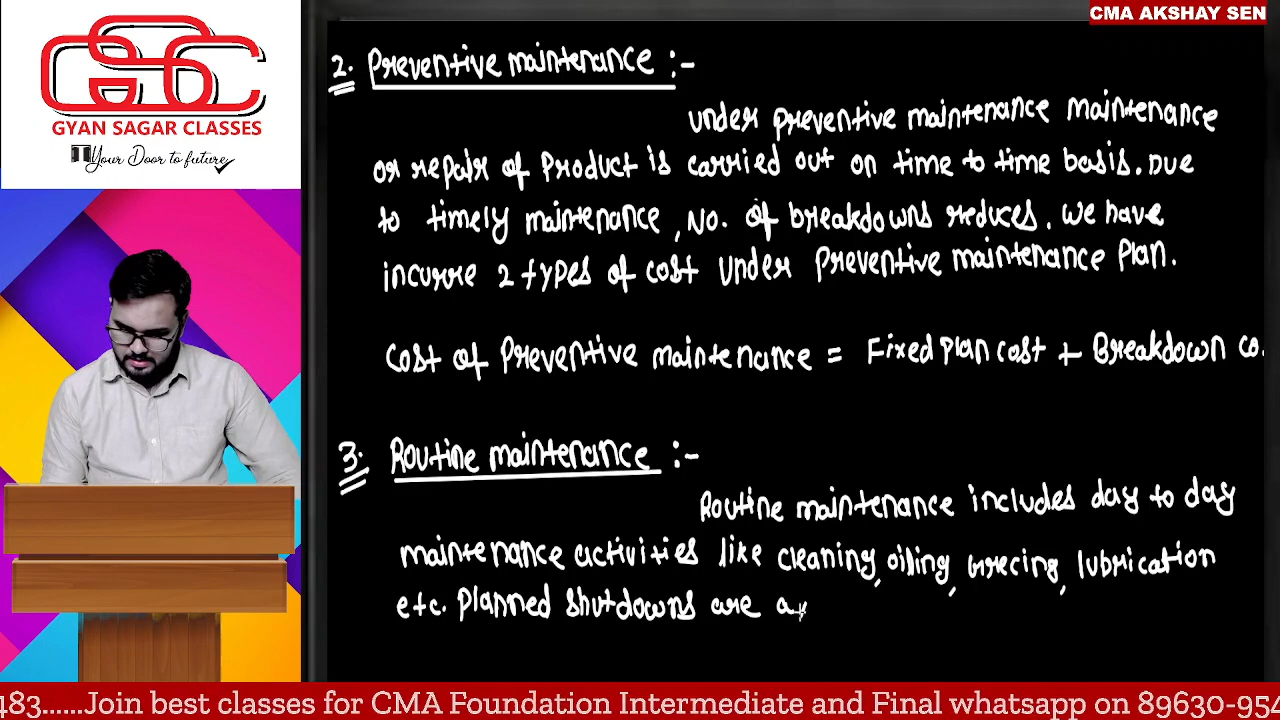 CMA AKSHAY SEN
GSC
GYAN SAGAR CLASSES
Your Door to future
2. Preventive maintenance :-
under preventive maintenance maintenance
or repair of product is carried out on time to time basis. Due
to timely maintenance, No. of breakdowns reduces. We have
incurre 2 types of cost under preventive maintenance plan.
cost of preventive maintenance = Fixed plan cost + Breakdown co.
3. Routine maintenance :-
Routine maintenance includes day to day
maintenance activities like cleaning, oiling, grecing, lubrication
etc. planned shutdowns are a
483......Join best classes for CMA Foundation Intermediate and Final whatsapp on 89630-954